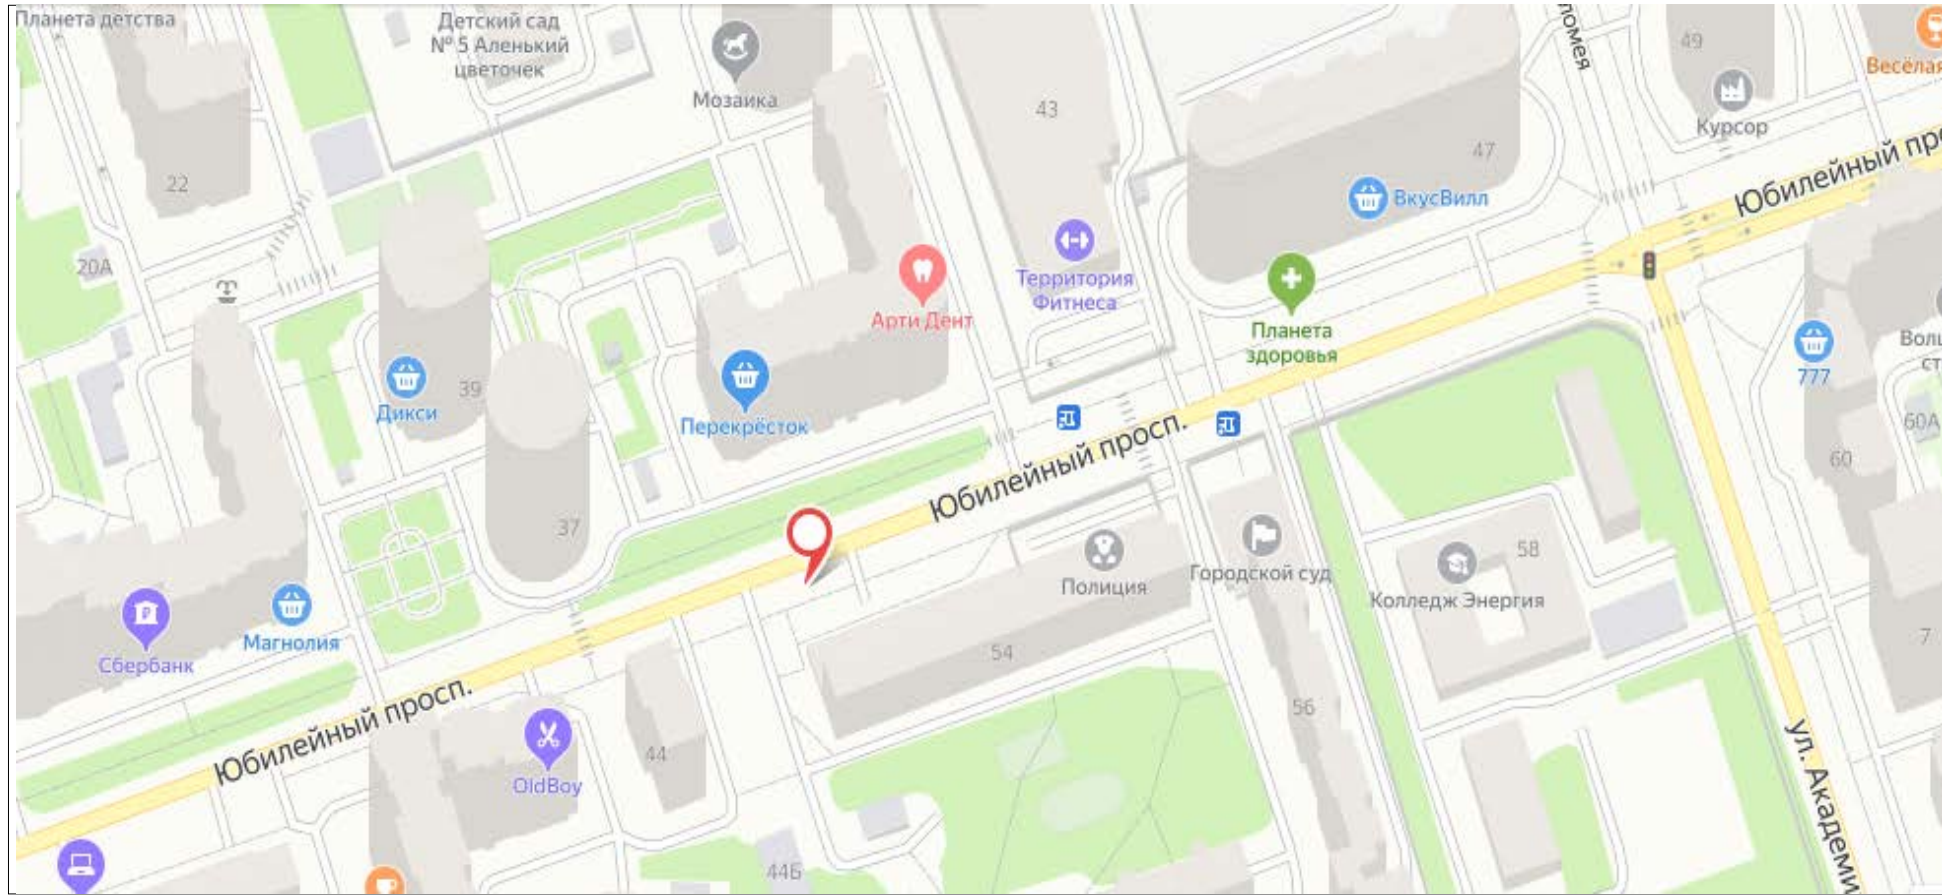 Планета детства
Детский сад
№ 5 Аленький
цветочек
Мозаика
43
49
Весёлая
Курсор
47
22
ВкусВилл
Юбилейный
20А
Территория
Фитнеса
Арти Дент
Планета
здоровья
39
Дикси
Перекрёсток
777
60А
60
Юбилейный просп.
37
Полиция
Городской суд
58
Колледж Энергия
₽
Сбербанк
Магнолия
54
7
56
Юбилейный просп.
44
OldBoy
ул.
44Б